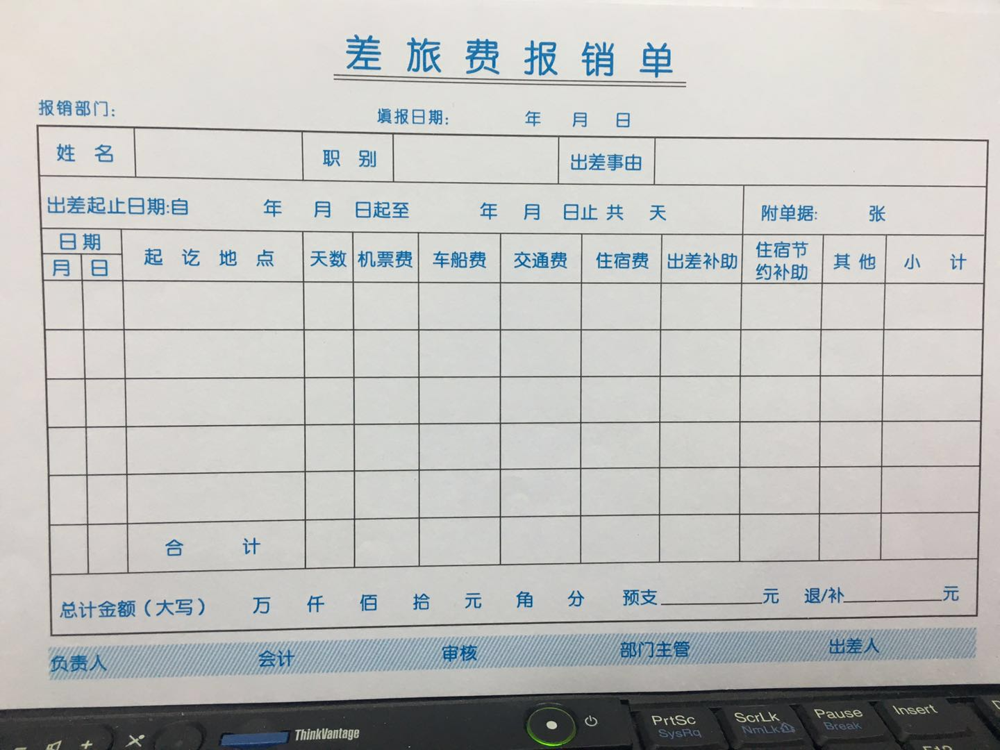 差旅费报销单
报销部门: 填报日期: 年 月 日
姓 名 职 别 出差事由
出差起止日期:自 年 月 日起至 年 月 日止 共 天 附单据: 张
日期 起 讫 地 点 天数 机票费 车船费 交通费 住宿费 出差补助 住宿节约补助 其他 小 计
月 日
合 计
总计金额(大写) 万 仟 佰 拾 元 角 分 预支 元 退/补 元
负责人 会计 审核 部门主管 出差人
ThinkVantage PrtSc ScrLk Pause Insert
SysRq NmLk Break